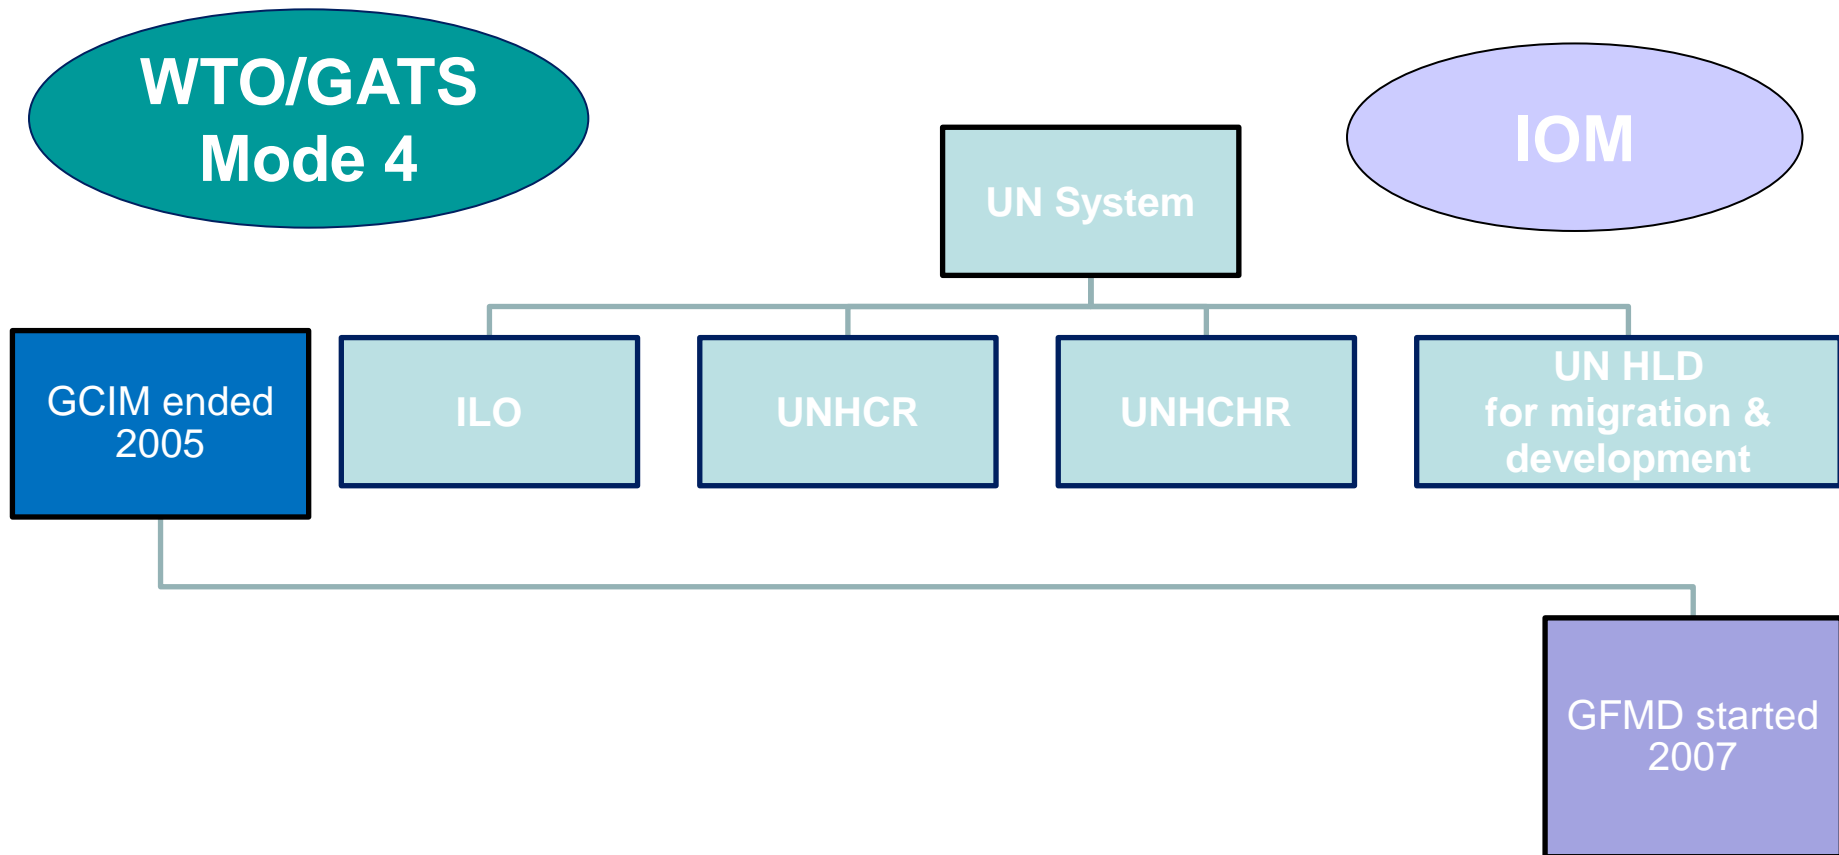 WTO/GATS
Mode 4
IOM
UN System
GCIM ended
2005
ILO
UNHCR
UNHCHR
UN HLD
for migration &
development
GFMD started
2007